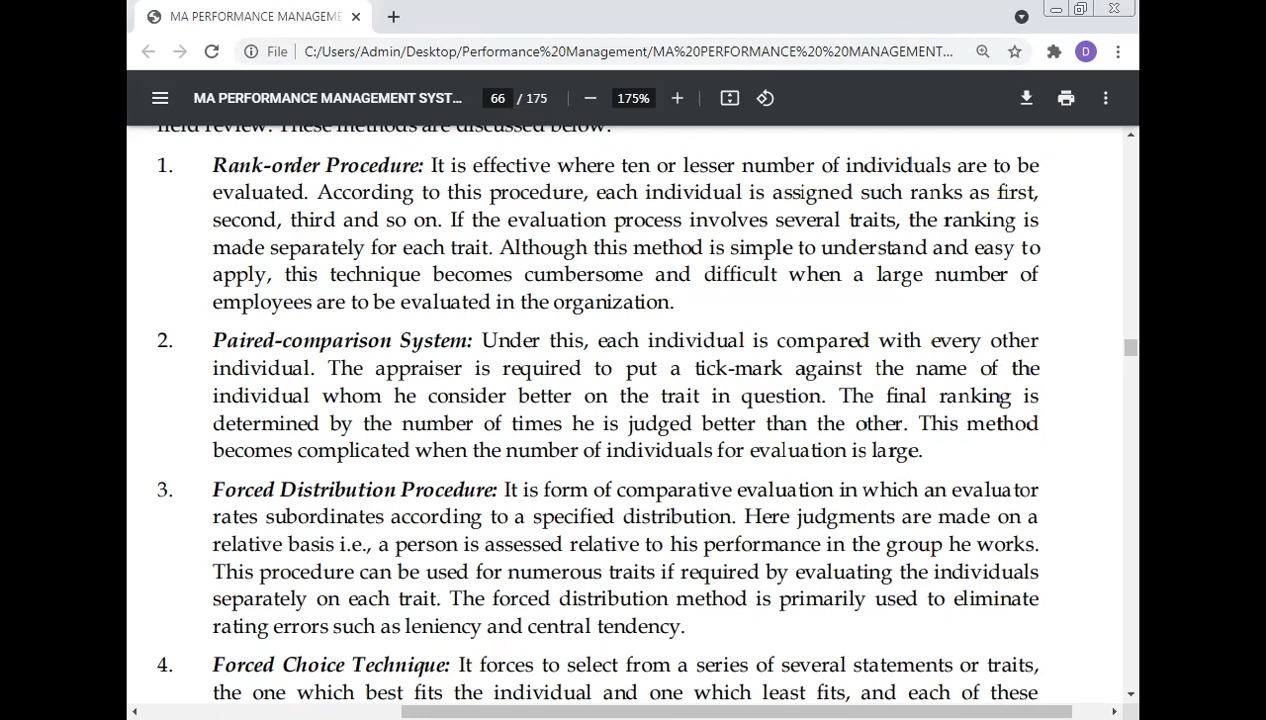 MA PERFORMANCE MANAGEME
File C:/Users/Admin/Desktop/Performance%20Management/MA%20PERFORMANCE%20%20MANAGEMENT... D
MA PERFORMANCE MANAGEMENT SYST... 66 / 175 175%
field review. These methods are discussed below:
1. Rank-order Procedure: It is effective where ten or lesser number of individuals are to be
evaluated. According to this procedure, each individual is assigned such ranks as first,
second, third and so on. If the evaluation process involves several traits, the ranking is
made separately for each trait. Although this method is simple to understand and easy to
apply, this technique becomes cumbersome and difficult when a large number of
employees are to be evaluated in the organization.
2. Paired-comparison System: Under this, each individual is compared with every other
individual. The appraiser is required to put a tick-mark against the name of the
individual whom he consider better on the trait in question. The final ranking is
determined by the number of times he is judged better than the other. This method
becomes complicated when the number of individuals for evaluation is large.
3. Forced Distribution Procedure: It is form of comparative evaluation in which an evaluator
rates subordinates according to a specified distribution. Here judgments are made on a
relative basis i.e., a person is assessed relative to his performance in the group he works.
This procedure can be used for numerous traits if required by evaluating the individuals
separately on each trait. The forced distribution method is primarily used to eliminate
rating errors such as leniency and central tendency.
4. Forced Choice Technique: It forces to select from a series of several statements or traits,
the one which best fits the individual and one which least fits, and each of these